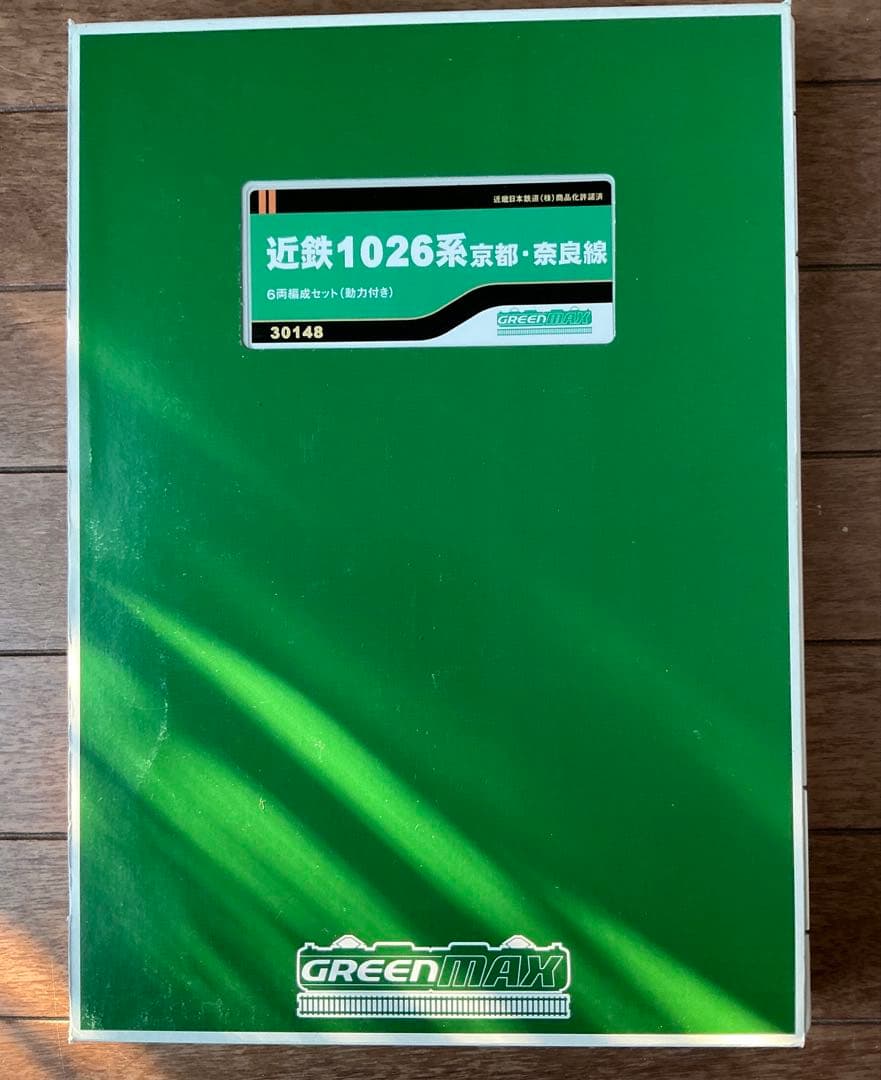 近畿日本鉄道(株)商品化許諾済
近鉄1026系京都・奈良線
6両編成セット(動力付き)
30148
GREENMAX
GREENMAX